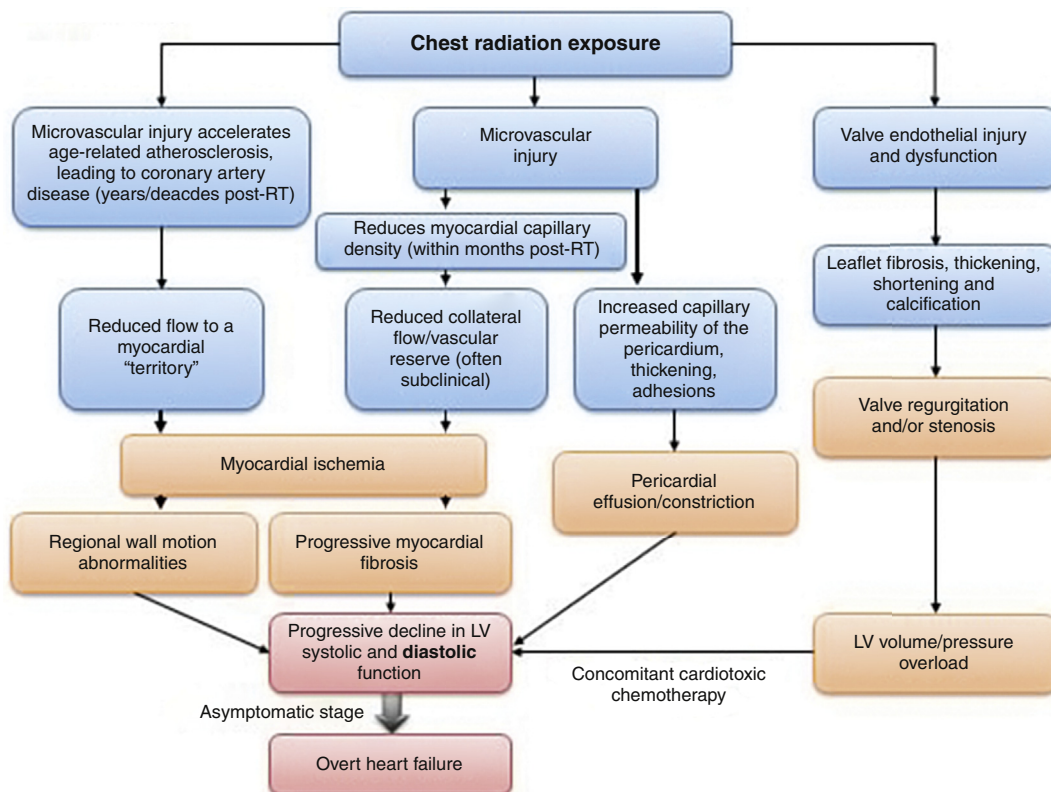 Chest radiation exposure
Microvascular injury accelerates
age-related atherosclerosis,
leading to coronary artery
disease (years/deacdes post-RT)
Microvascular
injury
Valve endothelial injury
and dysfunction
Reduces myocardial capillary
density (within months post-RT)
Leaflet fibrosis, thickening,
shortening and
calcification
Reduced flow to a
myocardial
“territory”
Reduced collateral
flow/vascular
reserve (often
subclinical)
Increased capillary
permeability of the
pericardium,
thickening,
adhesions
Valve regurgitation
and/or stenosis
Myocardial ischemia
Pericardial
effusion/constriction
Regional wall motion
abnormalities
Progressive myocardial
fibrosis
Progressive decline in LV
systolic and diastolic
function
LV volume/pressure
overload
Concomitant cardiotoxic
chemotherapy
Asymptomatic stage
Overt heart failure